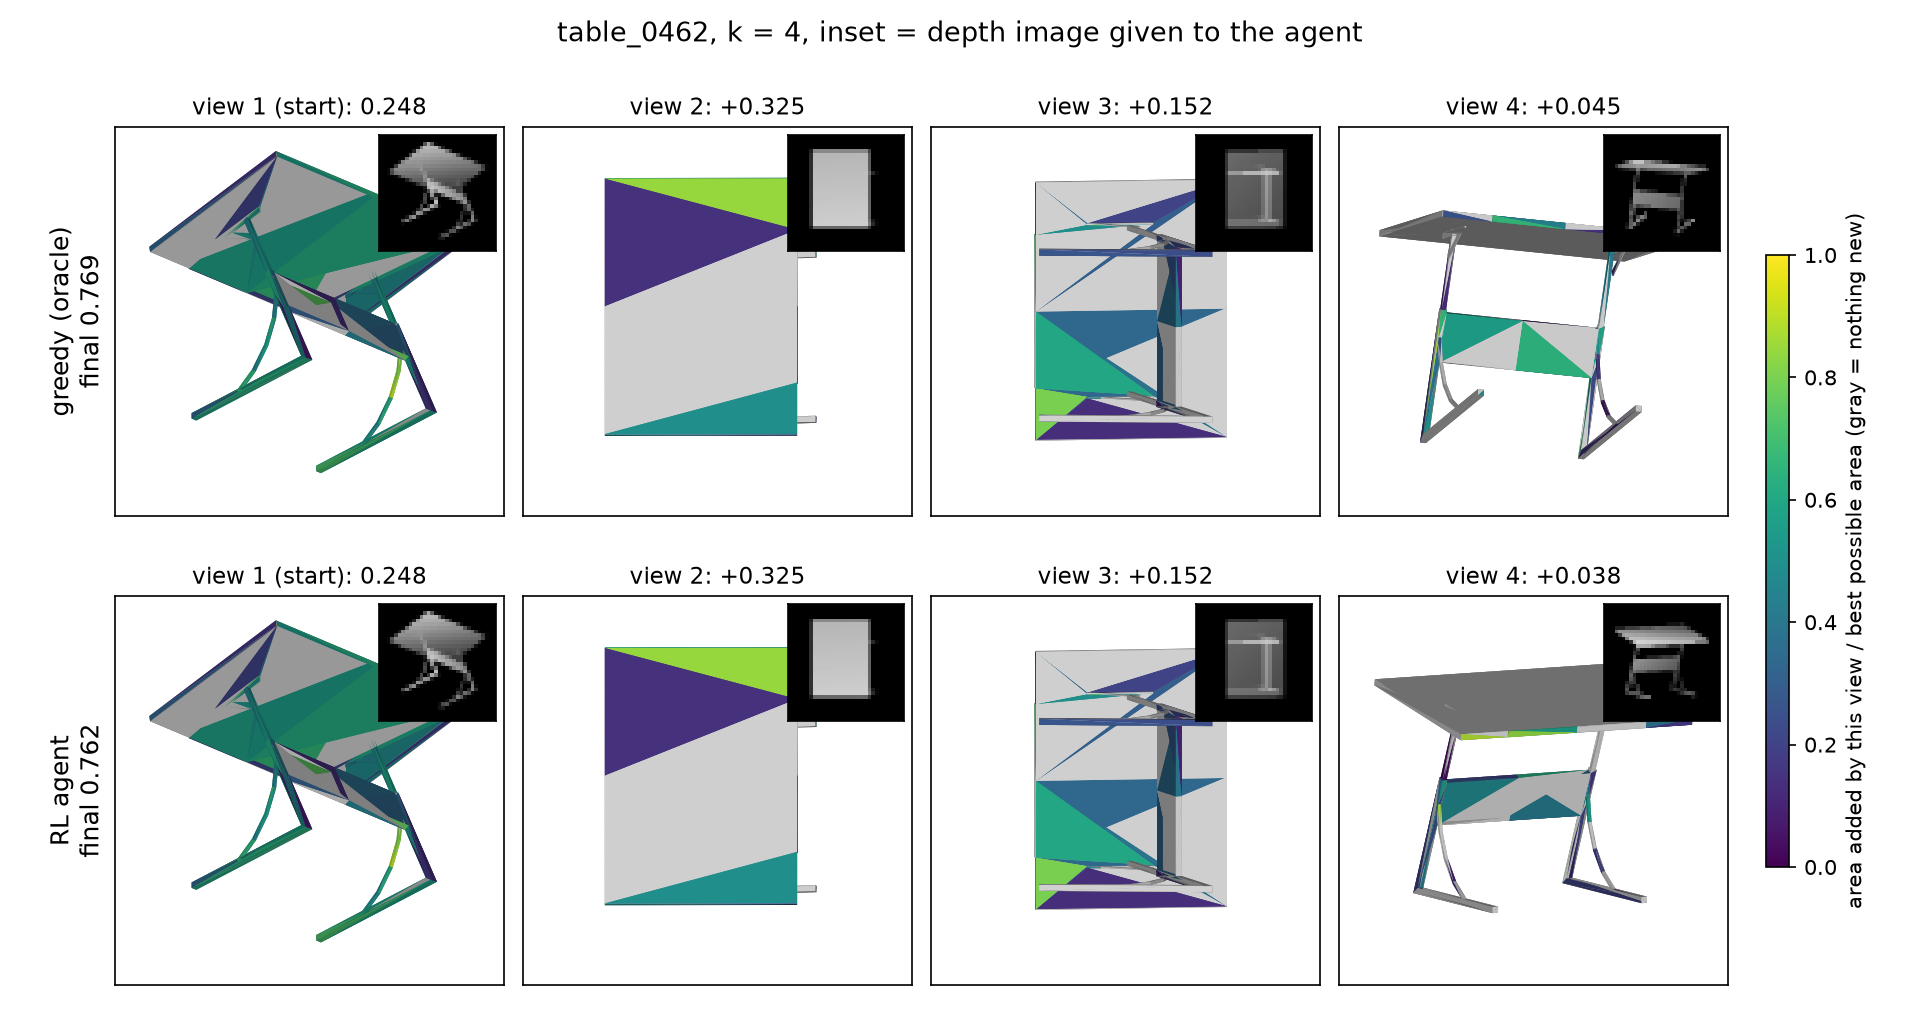 table_0462, k = 4, inset = depth image given to the agent
view 1 (start): 0.248
view 2: +0.325
view 3: +0.152
view 4: +0.045
greedy (oracle)
final 0.769
view 1 (start): 0.248
view 2: +0.325
view 3: +0.152
view 4: +0.038
RL agent
final 0.762
1.0
0.8
0.6
0.4
0.2
0.0
area added by this view / best possible area (gray = nothing new)